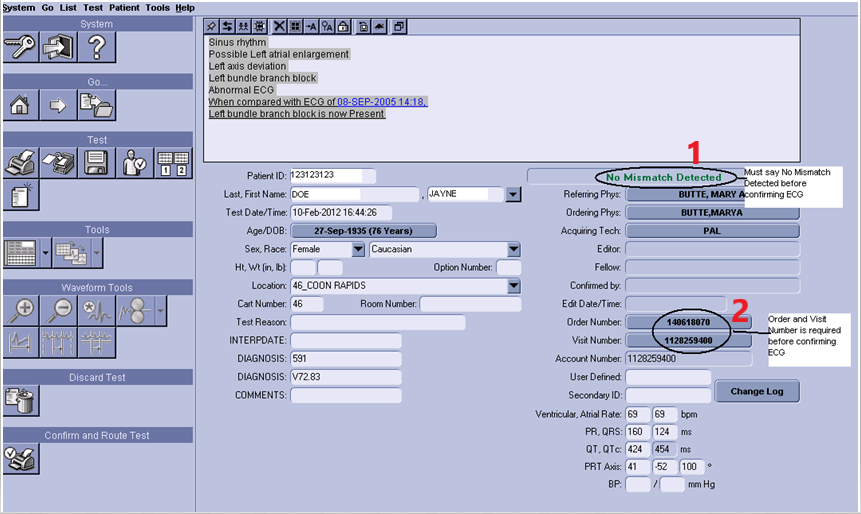 System Go List Test Patient Tools Help
System
Go...
Test
1 2
Tools
Waveform Tools
Discard Test
Confirm and Route Test
Sinus rhythm
Possible Left atrial enlargement
Left axis deviation
Left bundle branch block
Abnormal ECG
When compared with ECG of 08-SEP-2005 14:18,
Left bundle branch block is now Present
1
Patient ID: 123123123
No Mismatch Detected
Must say No Mismatch
Detected before
confirming ECG
Last, First Name: DOE , JAYNE
Referring Phys: BUTTE, MARY A
Test Date/Time: 10-Feb-2012 16:44:26
Ordering Phys: BUTTE,MARYA
Age/DOB: 27-Sep-1935 (76 Years)
Acquiring Tech: PAL
Sex, Race: Female Caucasian
Editor:
Ht, Wt (in, lb):
Option Number:
Fellow:
Location: 46_COON RAPIDS
Confirmed by:
Cart Number: 46
Room Number:
Edit Date/Time:
2
Test Reason:
Order Number: 140618070
Order and Visit
Number is required
before confirming
ECG
INTERPDATE:
Visit Number: 1128259400
DIAGNOSIS: 591
Account Number: 1128259400
DIAGNOSIS: V72.83
User Defined:
COMMENTS:
Secondary ID:
Change Log
Ventricular, Atrial Rate: 69 69 bpm
PR, QRS: 160 124 ms
QT, QTc: 424 454 ms
PRT Axis: 41 -52 100 °
BP: / mm Hg